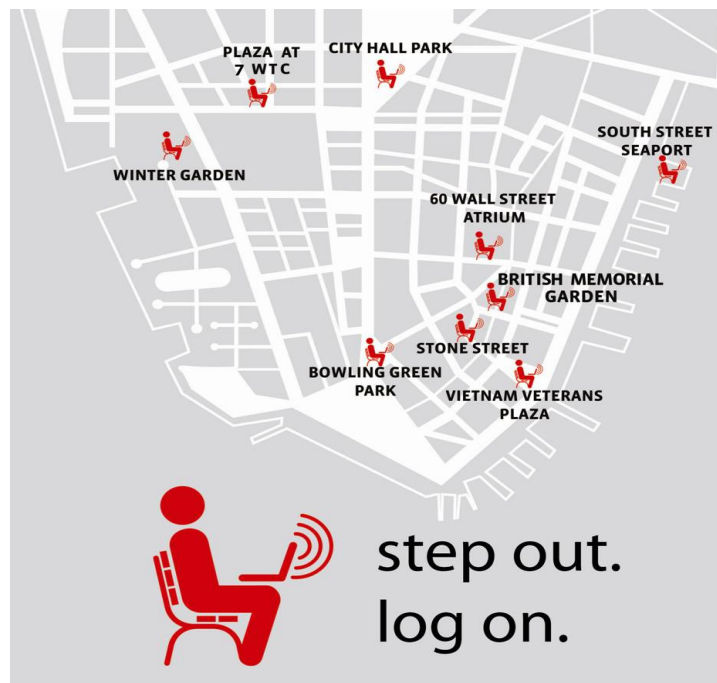 PLAZA AT
7 WTC
CITY HALL PARK
WINTER GARDEN
SOUTH STREET
SEAPORT
60 WALL STREET
ATRIUM
BRITISH MEMORIAL
GARDEN
STONE STREET
BOWLING GREEN
PARK
VIETNAM VETERANS
PLAZA
step out.
log on.